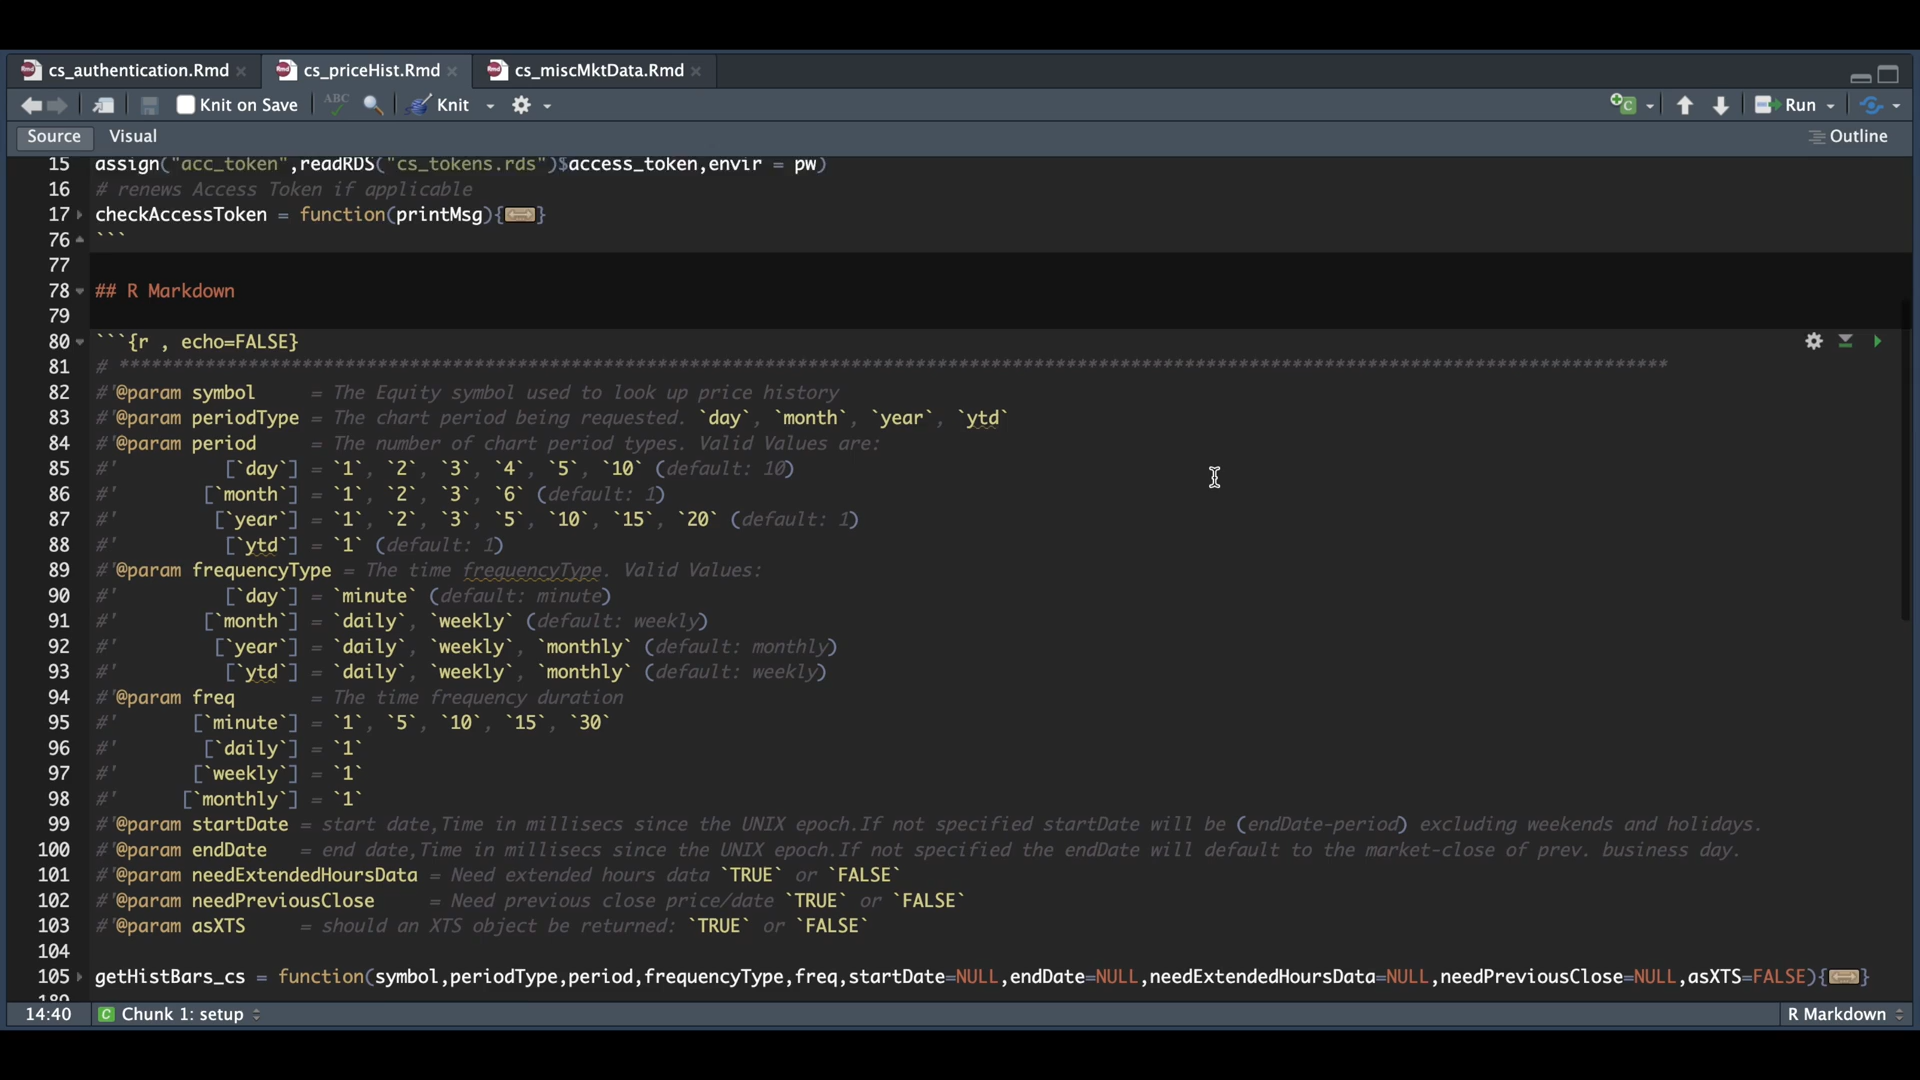 cs_authentication.Rmd × cs_priceHist.Rmd × cs_miscMktData.Rmd ×
Knit on Save ABC Knit Run
Source Visual Outline
15 assign("acc_token",readRDS("cs_tokens.rds")$access_token,envir = pw)
16 # renews Access Token if applicable
17 checkAccessToken = function(printMsg){}
76 ```
77
78 ## R Markdown
79
80 ```{r , echo=FALSE}
81 # ************************************************************************************************************************************************
82 #'@param symbol     = The Equity symbol used to look up price history
83 #'@param periodType = The chart period being requested. `day`, `month`, `year`, `ytd`
84 #'@param period     = The number of chart period types. Valid Values are:
85 #'          [`day`] = `1`, `2`, `3`, `4`, `5`, `10` (default: 10)
86 #'        [`month`] = `1`, `2`, `3`, `6` (default: 1)
87 #'         [`year`] = `1`, `2`, `3`, `5`, `10`, `15`, `20` (default: 1)
88 #'          [`ytd`] = `1` (default: 1)
89 #'@param frequencyType = The time frequencyType. Valid Values:
90 #'          [`day`] = `minute` (default: minute)
91 #'        [`month`] = `daily`, `weekly` (default: weekly)
92 #'         [`year`] = `daily`, `weekly`, `monthly` (default: monthly)
93 #'          [`ytd`] = `daily`, `weekly`, `monthly` (default: weekly)
94 #'@param freq       = The time frequency duration
95 #'       [`minute`] = `1`, `5`, `10`, `15`, `30`
96 #'        [`daily`] = `1`
97 #'       [`weekly`] = `1`
98 #'      [`monthly`] = `1`
99 #'@param startDate = start date,Time in millisecs since the UNIX epoch.If not specified startDate will be (endDate-period) excluding weekends and holidays.
100 #'@param endDate   = end date,Time in millisecs since the UNIX epoch.If not specified the endDate will default to the market-close of prev. business day.
101 #'@param needExtendedHoursData = Need extended hours data `TRUE` or `FALSE`
102 #'@param needPreviousClose     = Need previous close price/date `TRUE` or `FALSE`
103 #'@param asXTS     = should an XTS object be returned: `TRUE` or `FALSE`
104
105 getHistBars_cs = function(symbol,periodType,period,frequencyType,freq,startDate=NULL,endDate=NULL,needExtendedHoursData=NULL,needPreviousClose=NULL,asXTS=FALSE){}
14:40 C Chunk 1: setup R Markdown